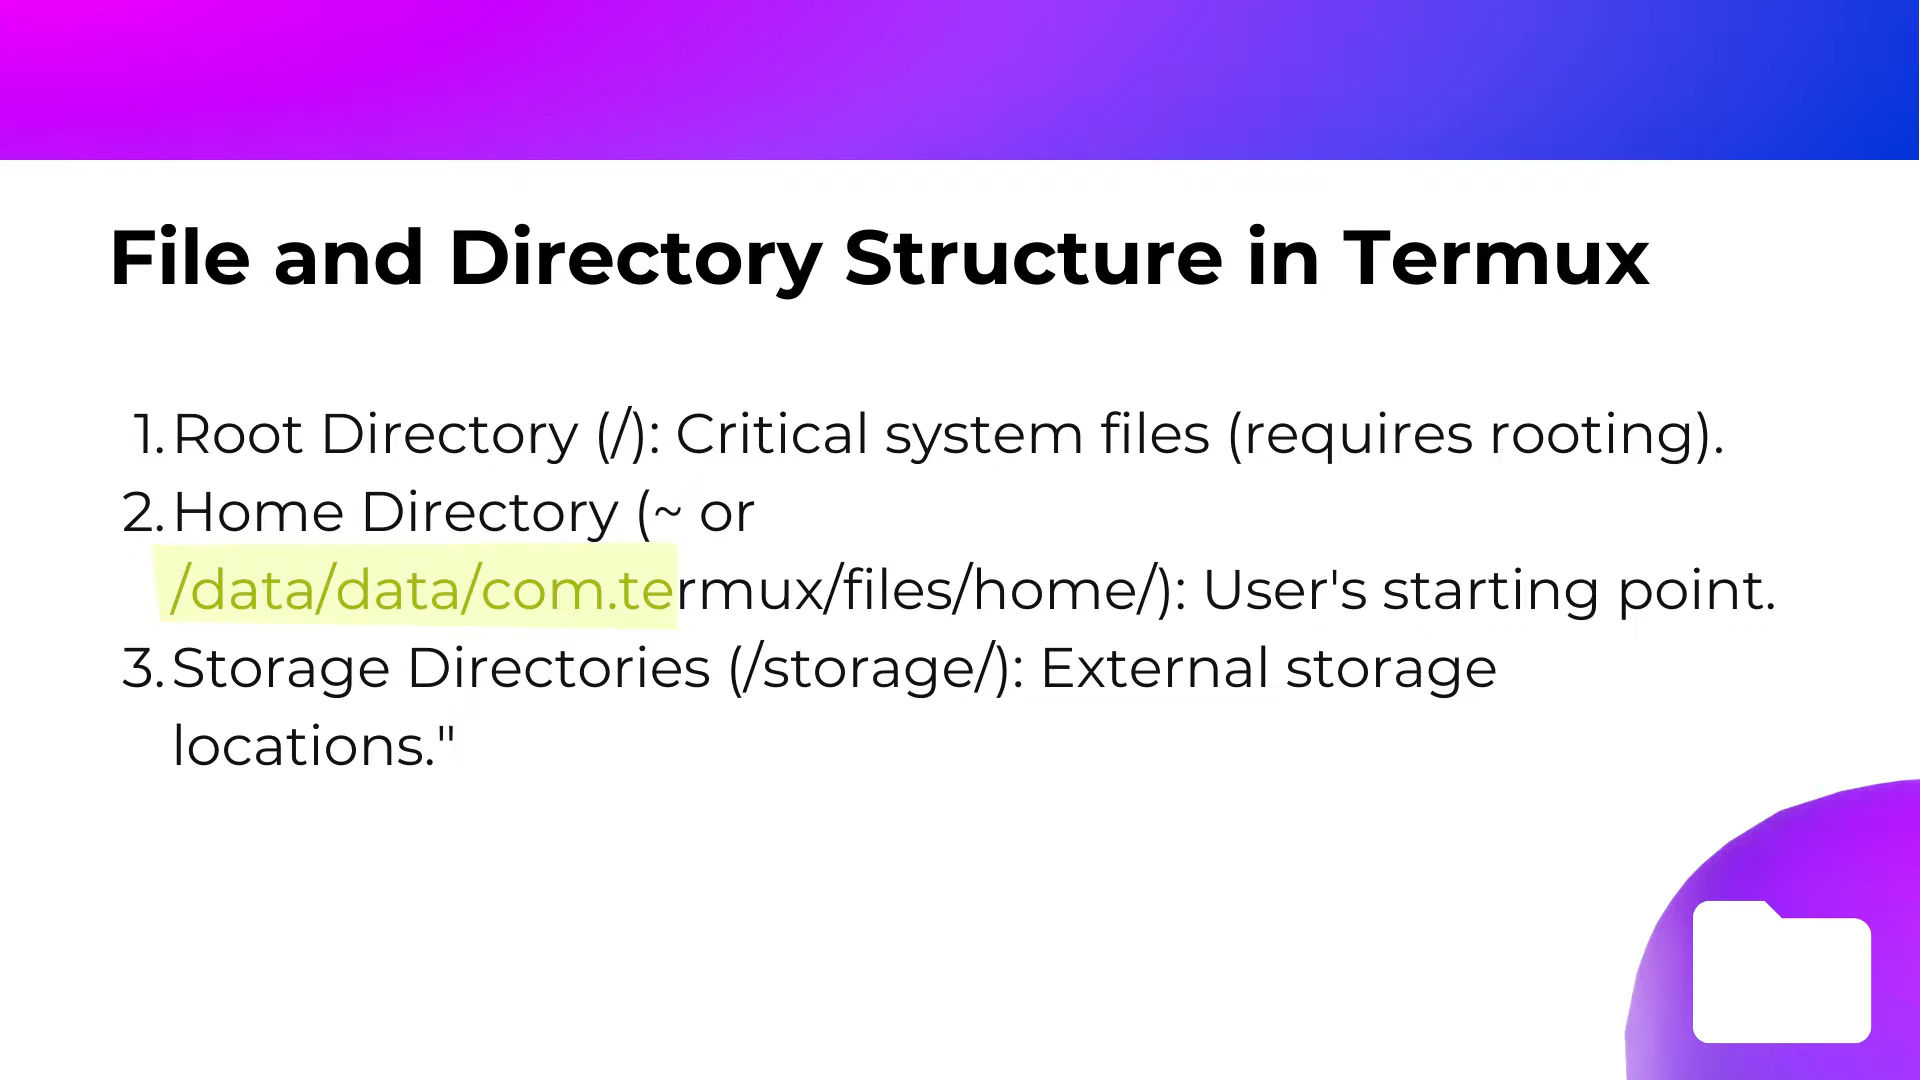 File and Directory Structure in Termux
1. Root Directory (/): Critical system files (requires rooting).
2. Home Directory (~ or
/data/data/com.termux/files/home/): User's starting point.
3. Storage Directories (/storage/): External storage
locations."